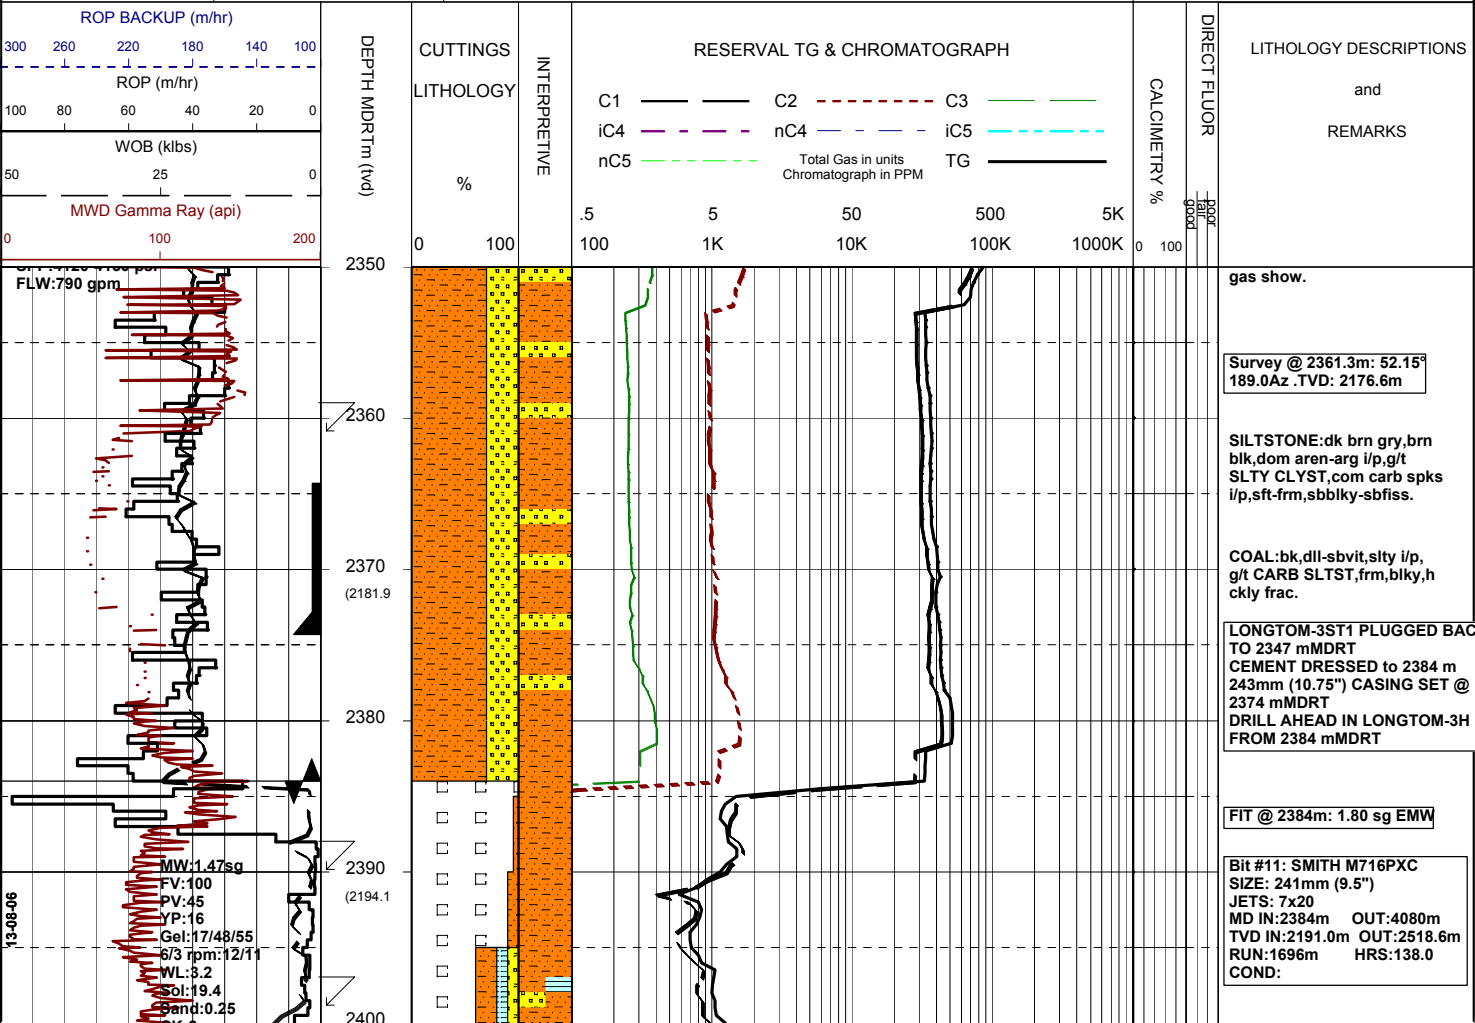 ROP BACKUP (m/hr)
300 260 220 180 140 100
ROP (m/hr)
100 80 60 40 20 0
WOB (klbs)
50 25 0
MWD Gamma Ray (api)
0 100 200
DEPTH MDRTm (tvd)
CUTTINGS
LITHOLOGY
%
0 100
INTERPRETIVE
RESERVAL TG & CHROMATOGRAPH
C1 C2 C3
iC4 nC4 iC5
nC5 Total Gas in units TG
Chromatograph in PPM
.5 5 50 500 5K
100 1K 10K 100K 1000K
CALCIMETRY %
0 100
DIRECT FLUOR
poor
fair
good
LITHOLOGY DESCRIPTIONS
and
REMARKS
FLW:790 gpm
2350
2360
2370
(2181.9
2380
2390
(2194.1
2400
13-08-06
MW:1.47sg
FV:100
PV:45
YP:16
Gel:17/48/55
6/3 rpm:12/11
WL:3.2
Sol:19.4
Sand:0.25
gas show.
Survey @ 2361.3m: 52.15°
189.0Az .TVD: 2176.6m
SILTSTONE:dk brn gry,brn
blk,dom aren-arg i/p,g/t
SLTY CLYST,com carb spks
i/p,sft-frm,sbblky-sbfiss.
COAL:bk,dll-sbvit,slty i/p,
g/t CARB SLTST,frm,blky,h
ckly frac.
LONGTOM-3ST1 PLUGGED BAC
TO 2347 mMDRT
CEMENT DRESSED to 2384 m
243mm (10.75") CASING SET @
2374 mMDRT
DRILL AHEAD IN LONGTOM-3H
FROM 2384 mMDRT
FIT @ 2384m: 1.80 sg EMW
Bit #11: SMITH M716PXC
SIZE: 241mm (9.5")
JETS: 7x20
MD IN:2384m OUT:4080m
TVD IN:2191.0m OUT:2518.6m
RUN:1696m HRS:138.0
COND: